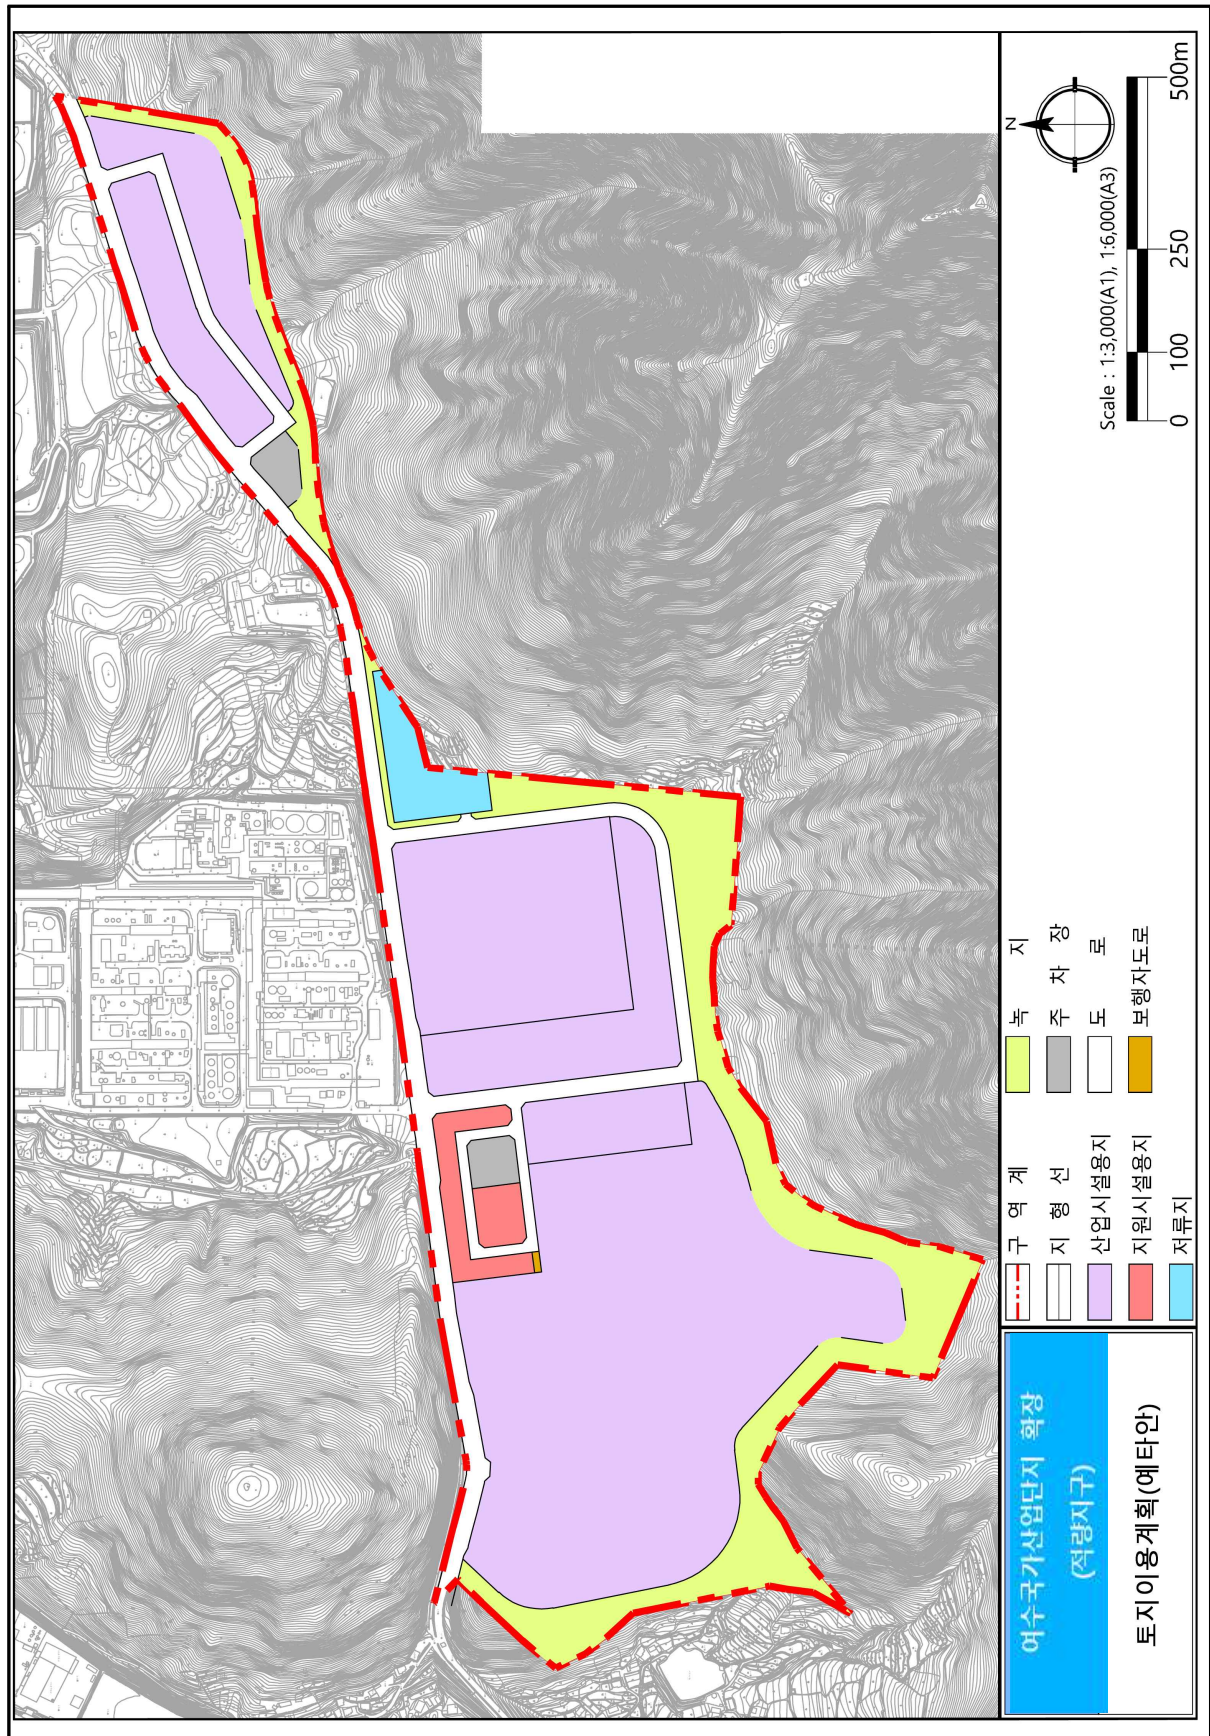 여수국가산업단지 확장
(적량지구)
토지이용계획(예타안)
구 역 계
지 형 선
산업시설용지
지원시설용지
저류지
녹 지
주 차 장
도 로
보행자도로
N
Scale : 1:3,000(A1), 1:6,000(A3)
0 100 250 500m